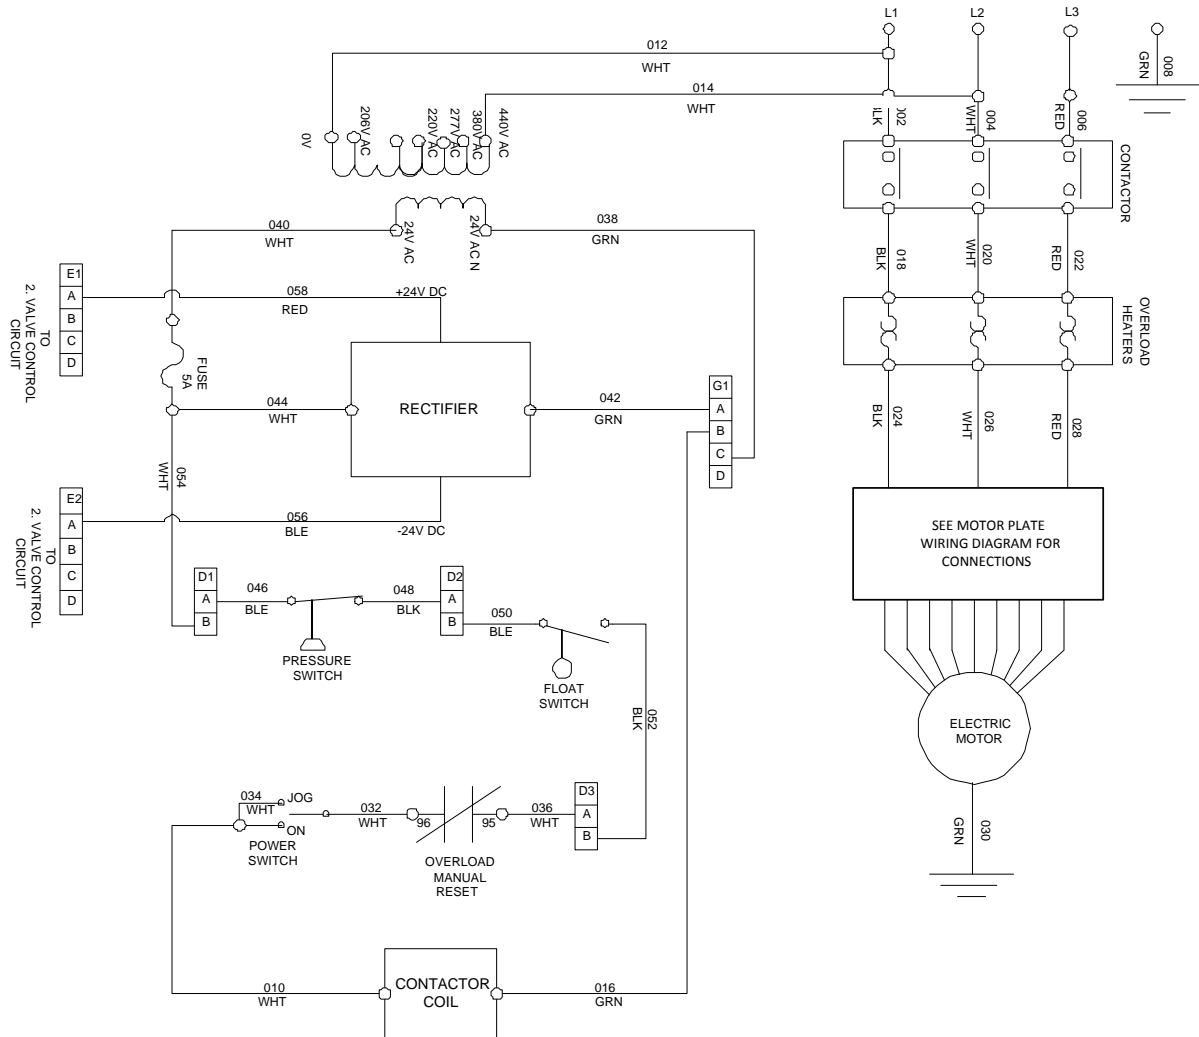 L1
L2
L3
012
WHT
014
WHT
008
GRN
0V
206V AC
220V AC
277V AC
380V AC
440V AC
002
BLK
004
WHT
006
RED
CONTACTOR
040
WHT
24V AC
24V AC N
038
GRN
018
BLK
020
WHT
022
RED
E1
A
B
C
D
TO
2. VALVE CONTROL
CIRCUIT
058
RED
+24V DC
OVERLOAD
HEATERS
FUSE
5A
RECTIFIER
044
WHT
042
GRN
G1
A
B
C
D
024
BLK
026
WHT
028
RED
054
WHT
E2
A
B
C
D
TO
2. VALVE CONTROL
CIRCUIT
056
BLE
-24V DC
SEE MOTOR PLATE
WIRING DIAGRAM FOR
CONNECTIONS
D1
A
B
046
BLE
048
BLK
D2
A
B
050
BLE
PRESSURE
SWITCH
FLOAT
SWITCH
052
BLK
ELECTRIC
MOTOR
034
WHT
JOG
ON
POWER
SWITCH
032
WHT
96
95
036
WHT
D3
A
B
OVERLOAD
MANUAL
RESET
030
GRN
010
WHT
CONTACTOR
COIL
016
GRN